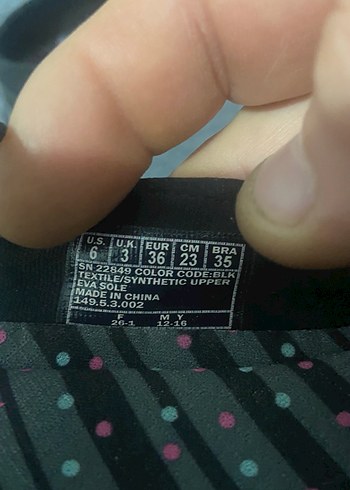 U.S. U.K. EUR CM BRA
6 3 36 23 35
SN 22849 COLOR CODE:BLK
TEXTILE/SYNTHETIC UPPER
EVA SOLE
MADE IN CHINA
149.5.3.002
F M Y
26-1 12-16